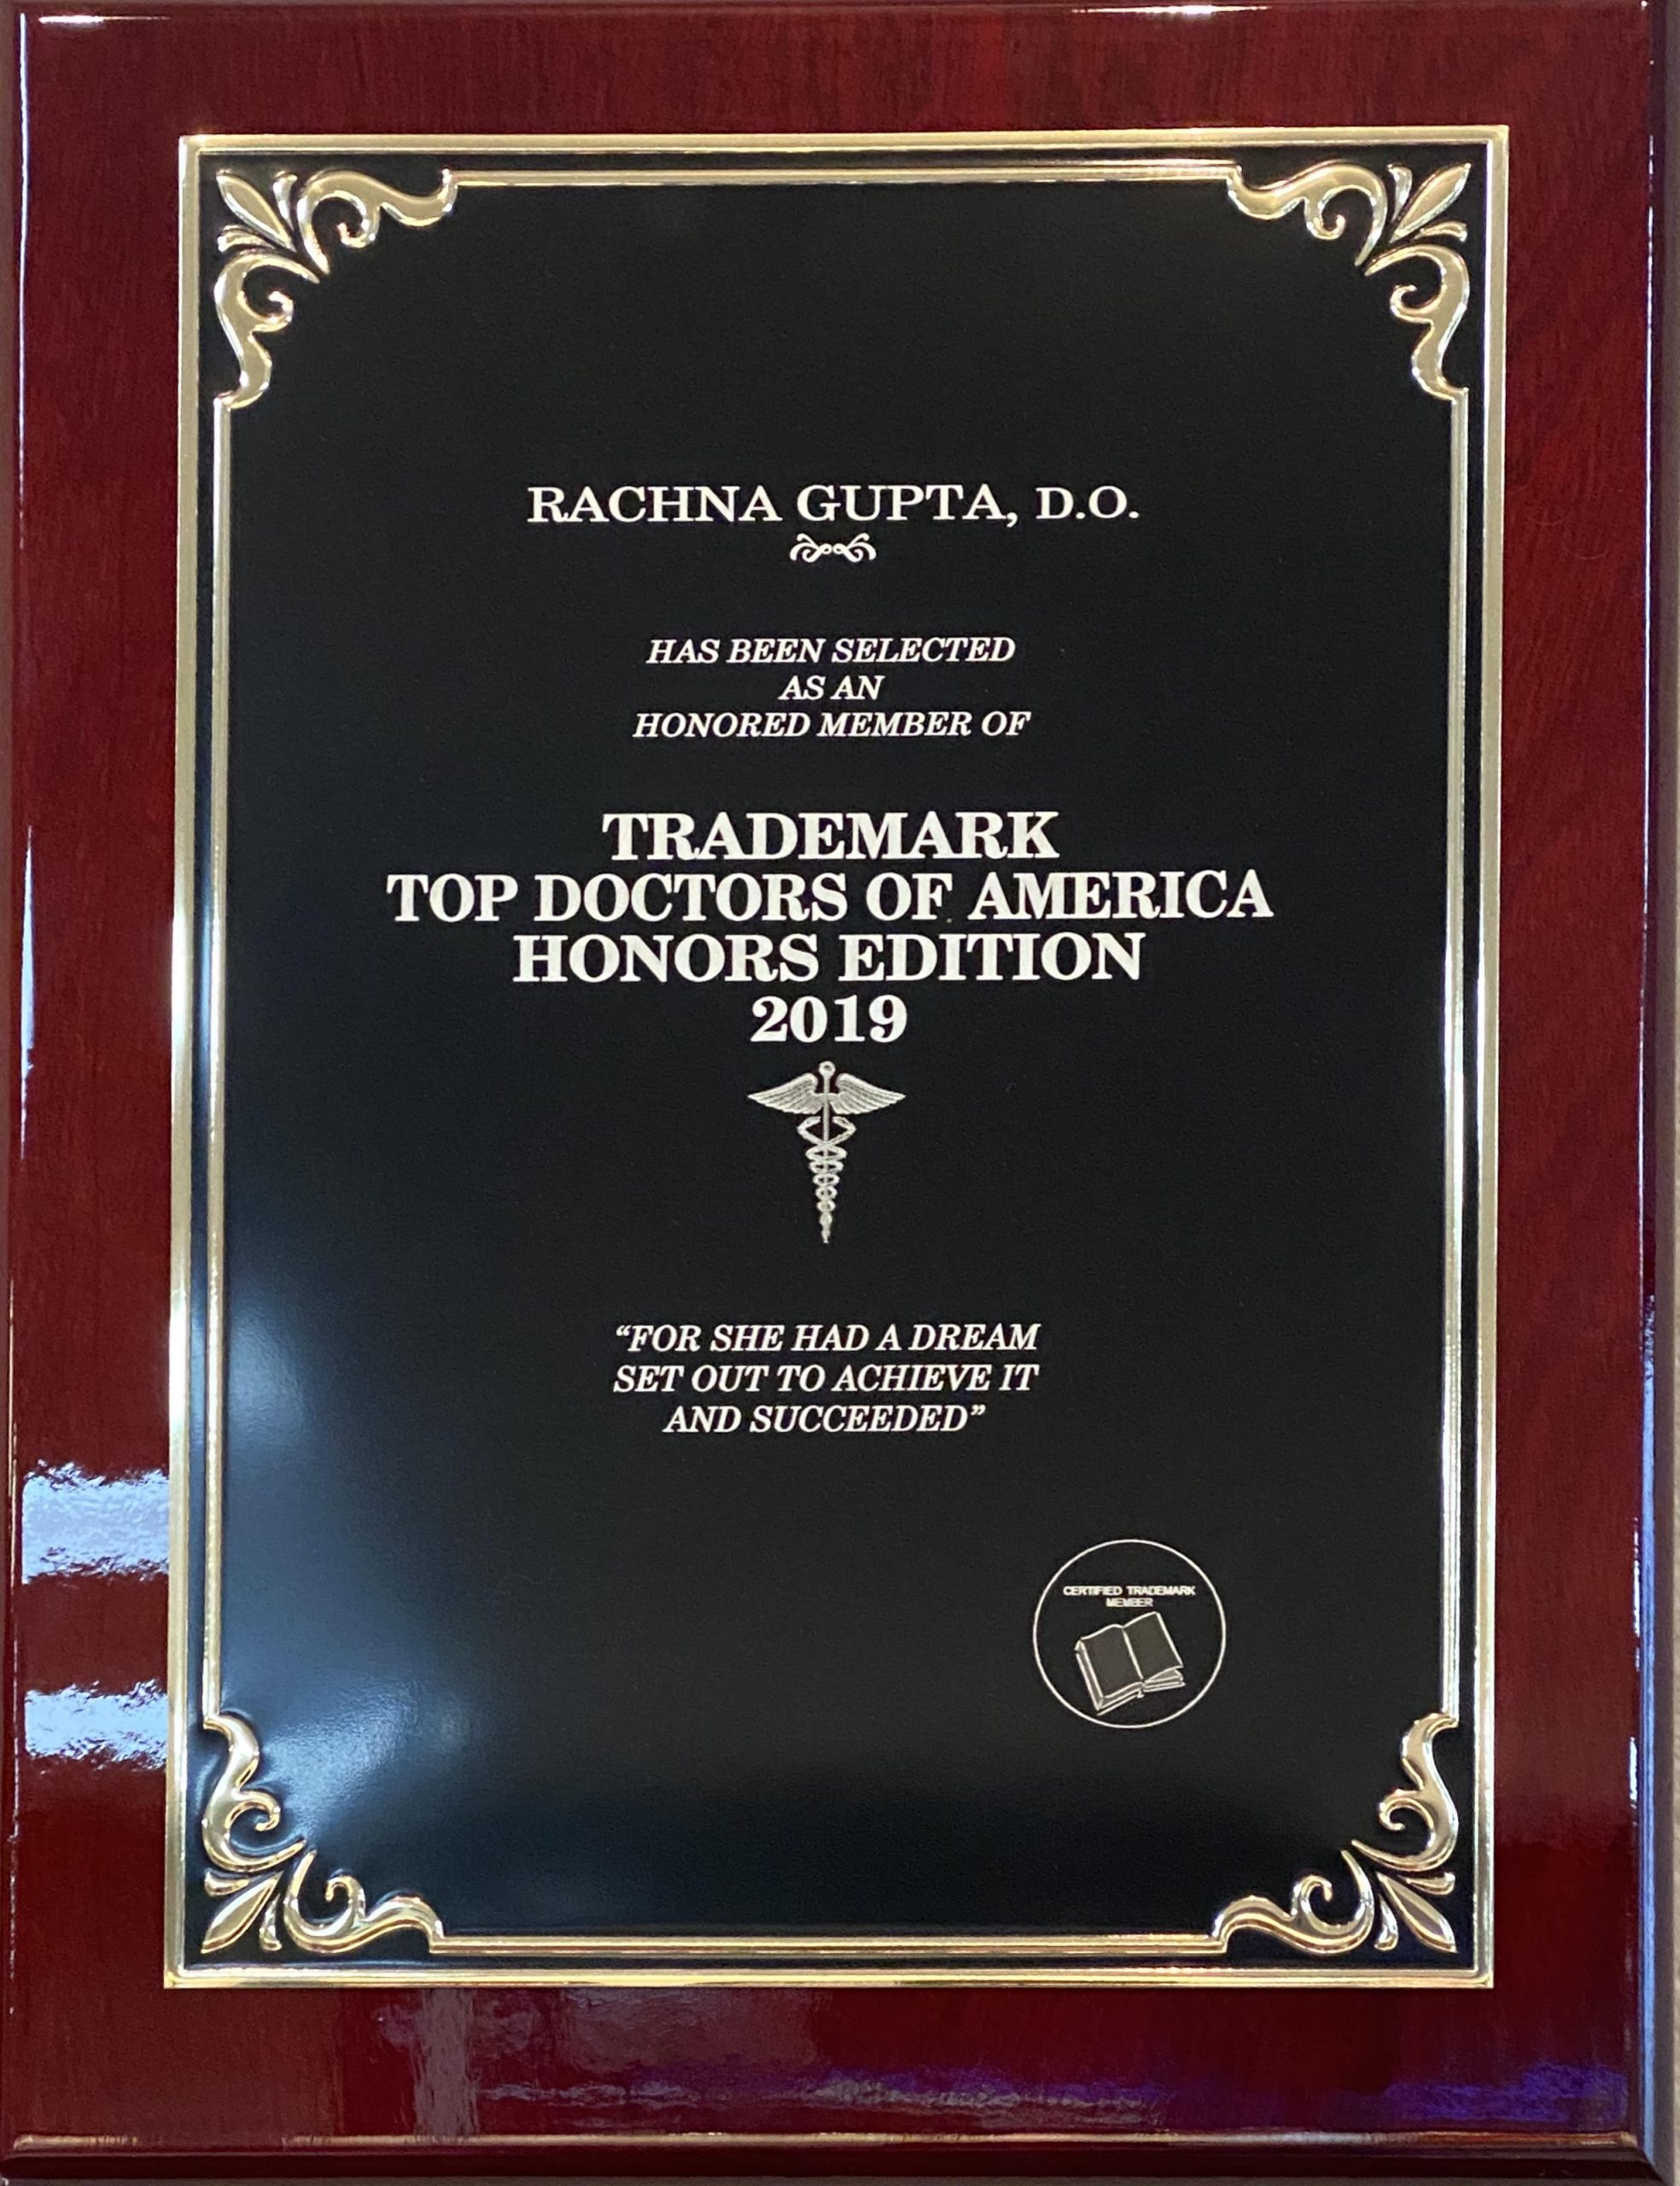 RACHNA GUPTA, D.O.
HAS BEEN SELECTED
AS AN
HONORED MEMBER OF
TRADEMARK
TOP DOCTORS OF AMERICA
HONORS EDITION
2019
“FOR SHE HAD A DREAM
SET OUT TO ACHIEVE IT
AND SUCCEEDED”
CERTIFIED TRADEMARK
MEMBER